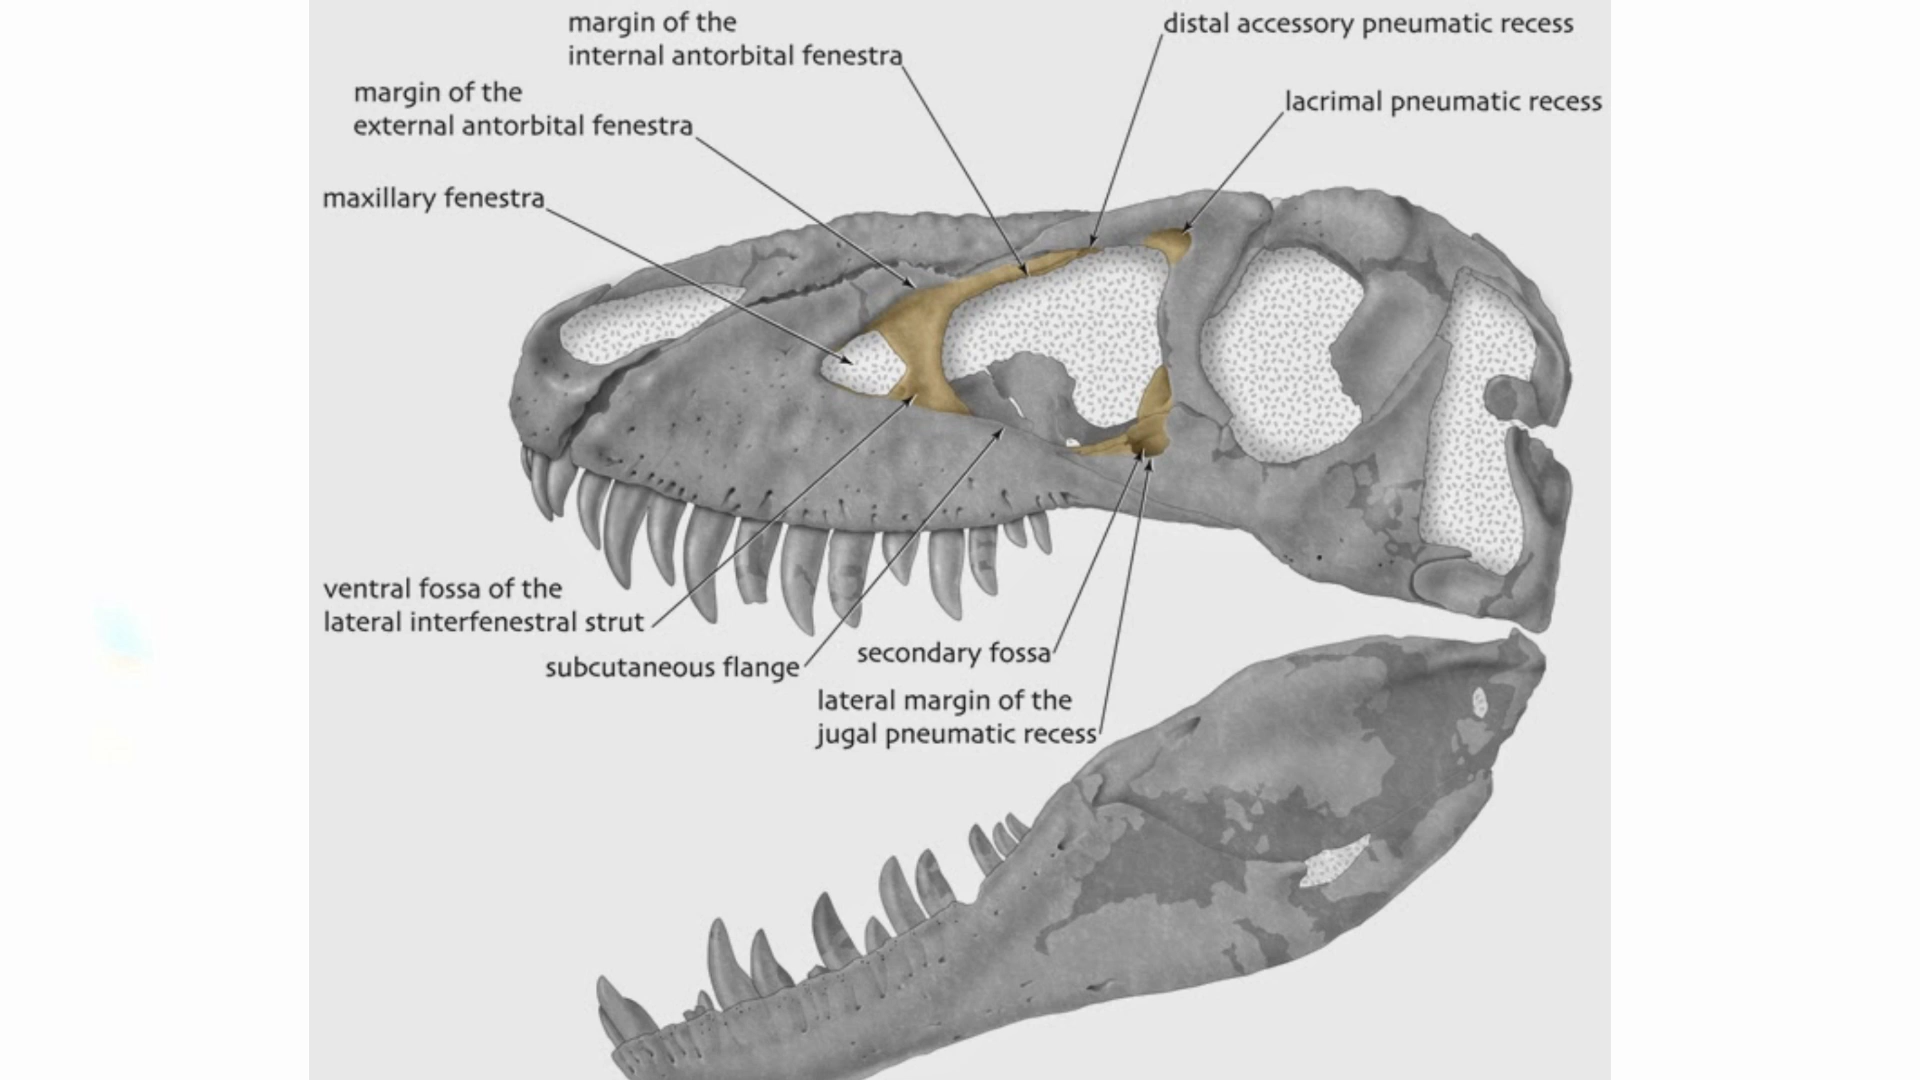 margin of the
internal antorbital fenestra
distal accessory pneumatic recess
margin of the
external antorbital fenestra
lacrimal pneumatic recess
maxillary fenestra
ventral fossa of the
lateral interfenestral strut
subcutaneous flange
secondary fossa
lateral margin of the
jugal pneumatic recess